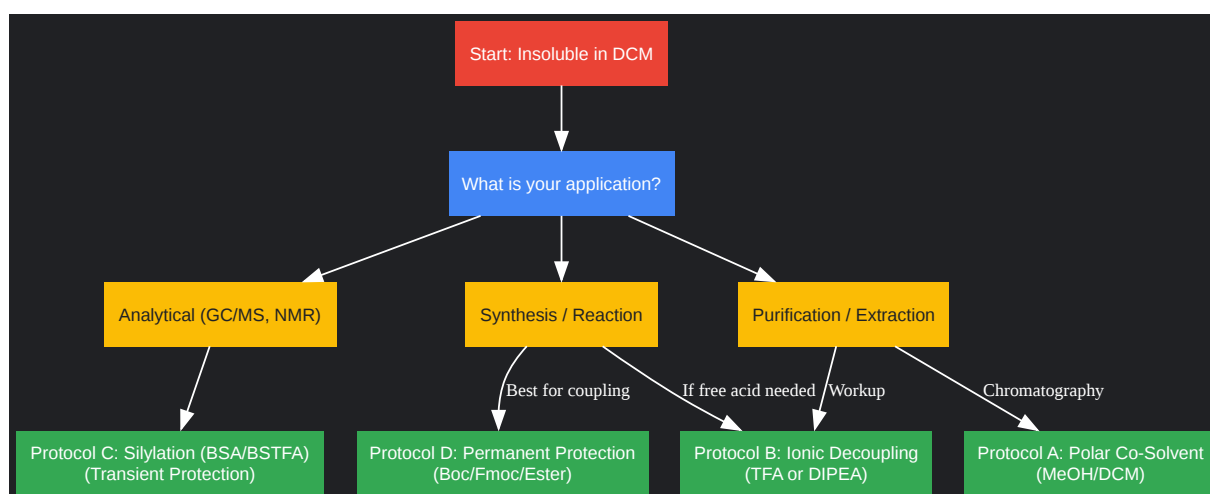 Start: Insoluble in DCM
What is your application?
Analytical (GC/MS, NMR)
Synthesis / Reaction
Purification / Extraction
Best for coupling
If free acid needed
Workup
Chromatography
Protocol C: Silylation (BSA/BSTFA)
(Transient Protection)
Protocol D: Permanent Protection
(Boc/Fmoc/Ester)
Protocol B: Ionic Decoupling
(TFA or DIPEA)
Protocol A: Polar Co-Solvent
(MeOH/DCM)